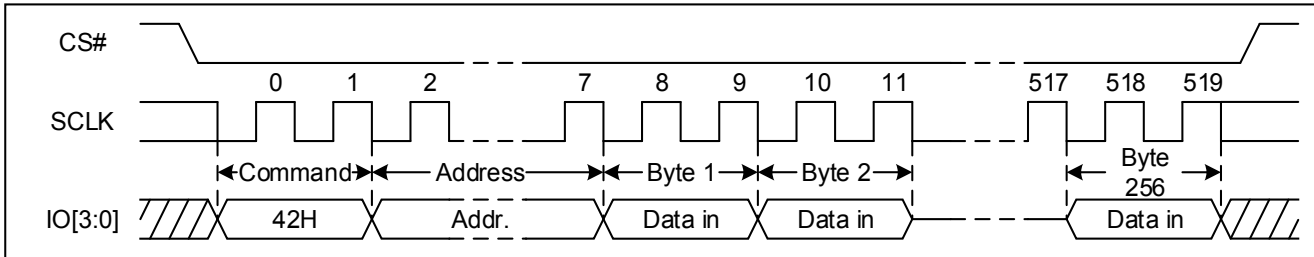 CS#
0 1 2 7 8 9 10 11 517 518 519
SCLK
Command Address Byte 1 Byte 2 Byte
256
IO[3:0] 42H Addr. Data in Data in Data in